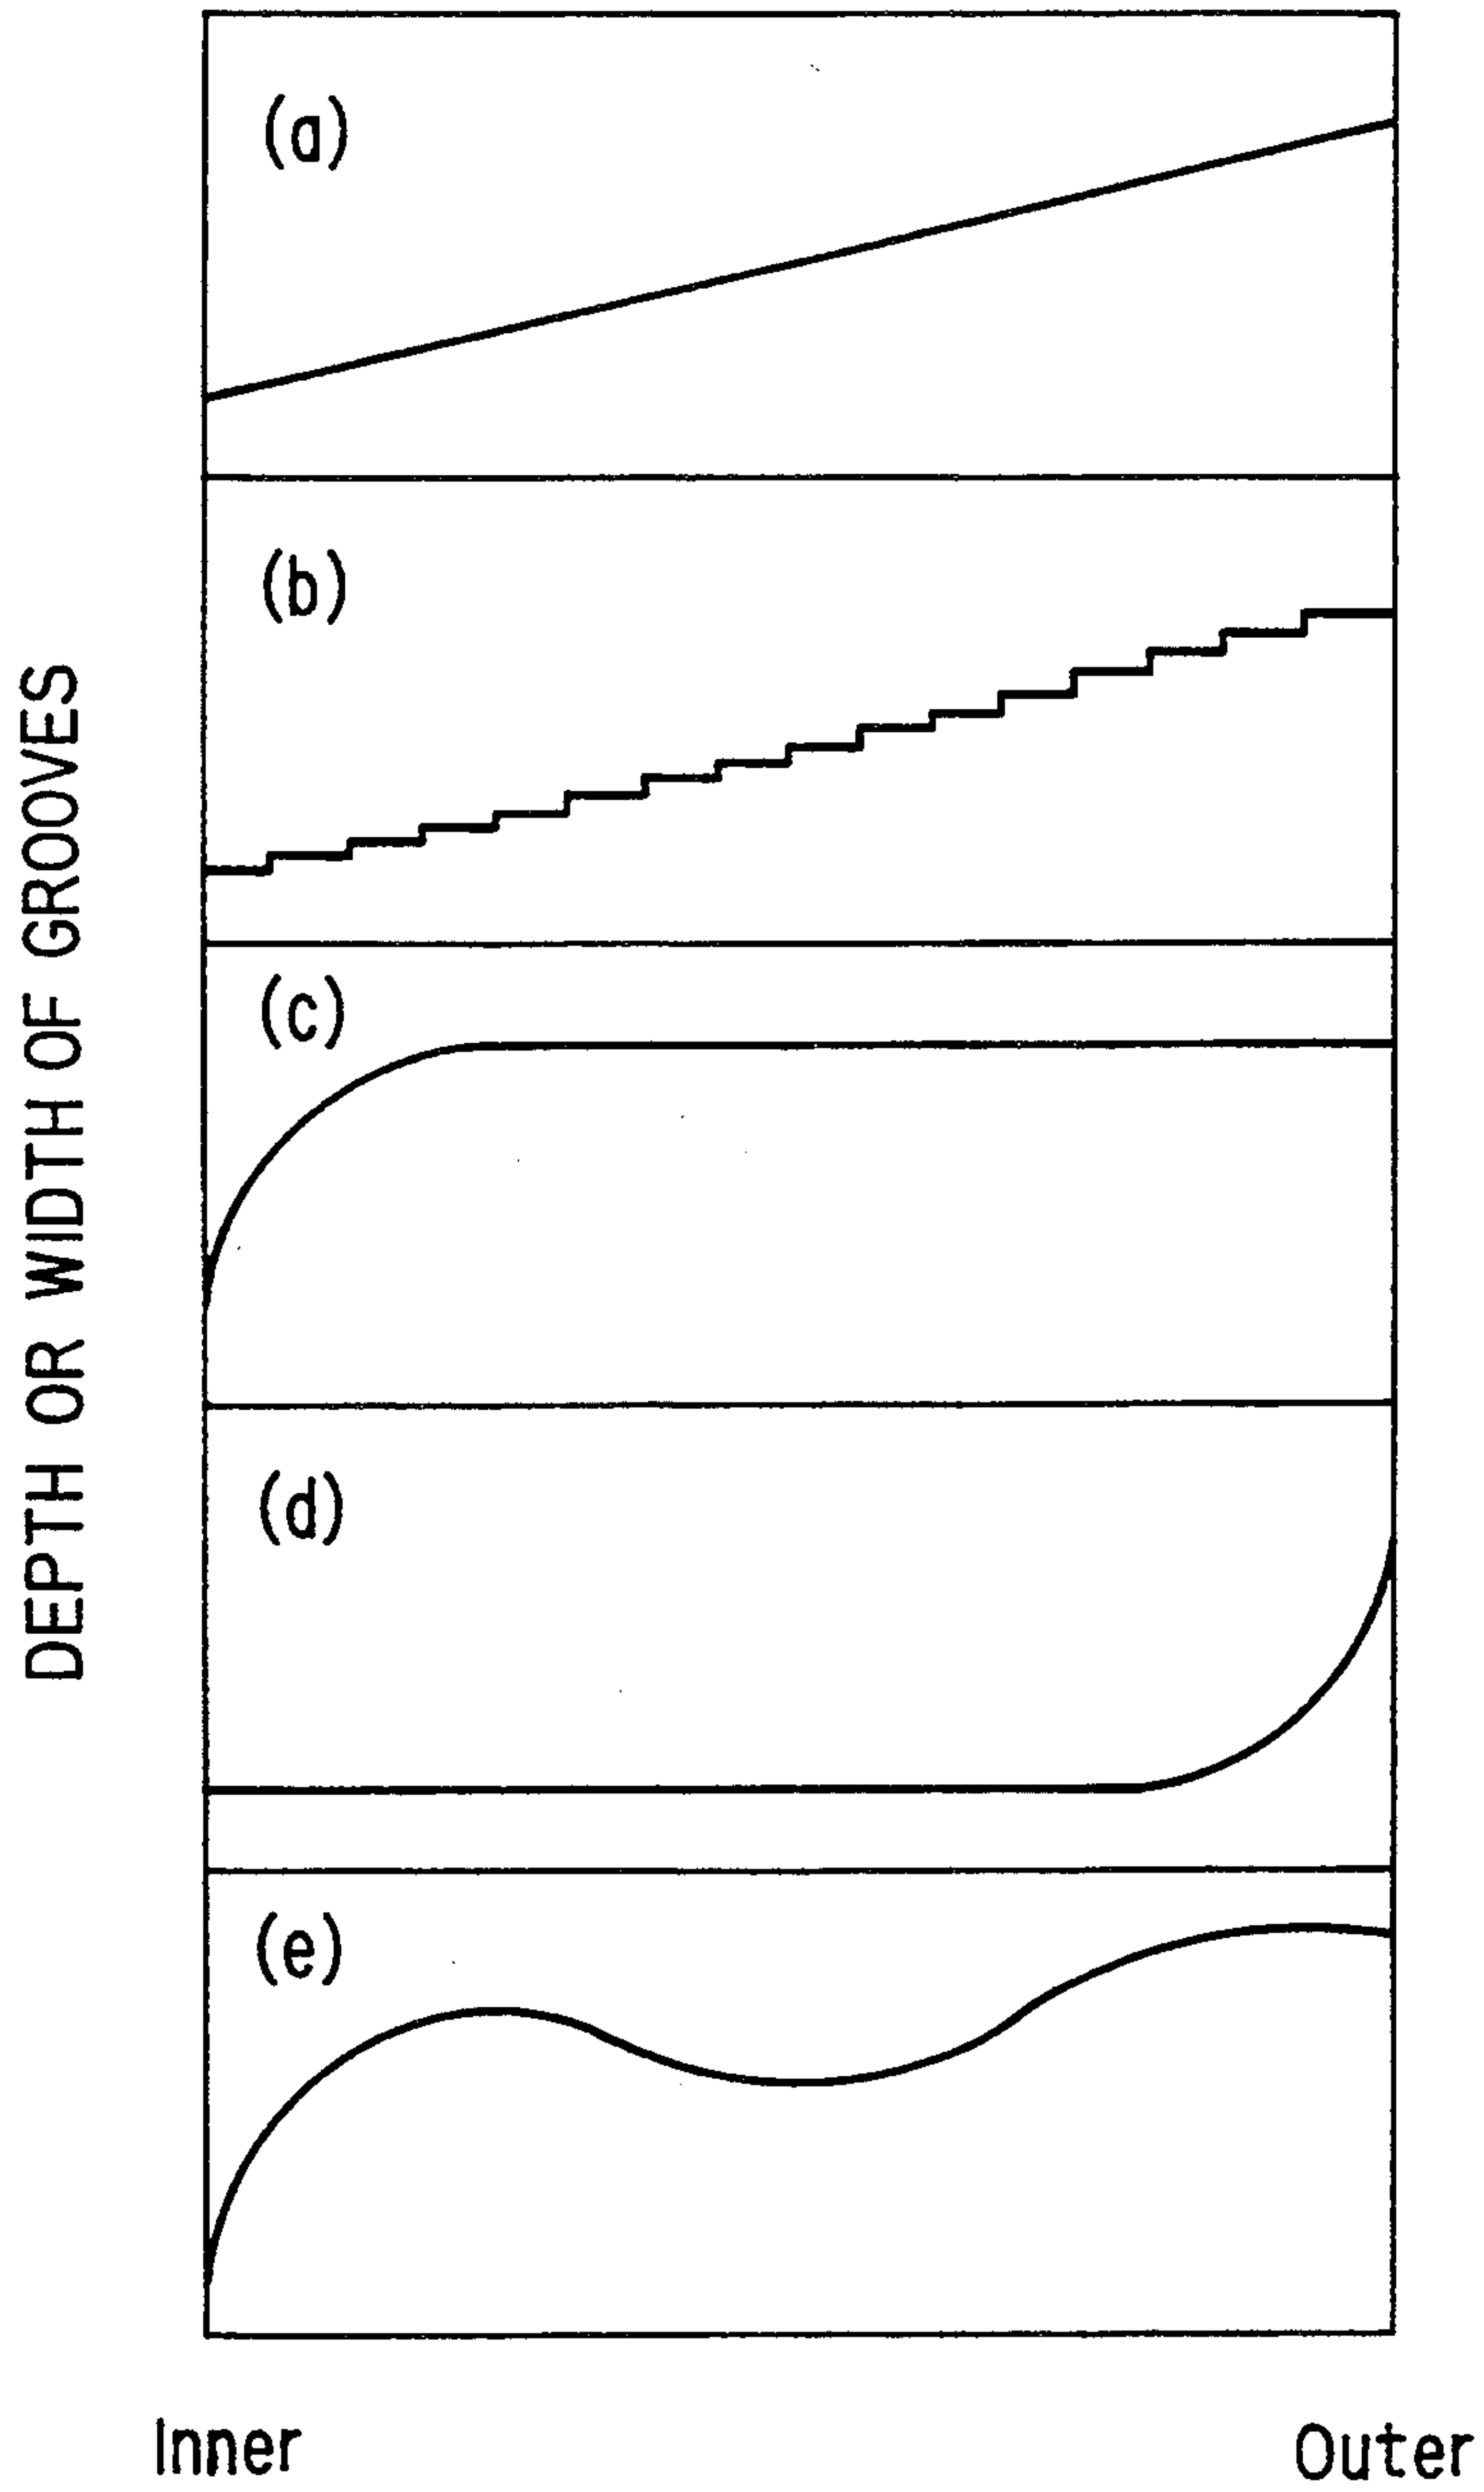 DEPTH OR WIDTH OF GROOVES
(a)
(b)
(c)
(d)
(e)
Inner
Outer